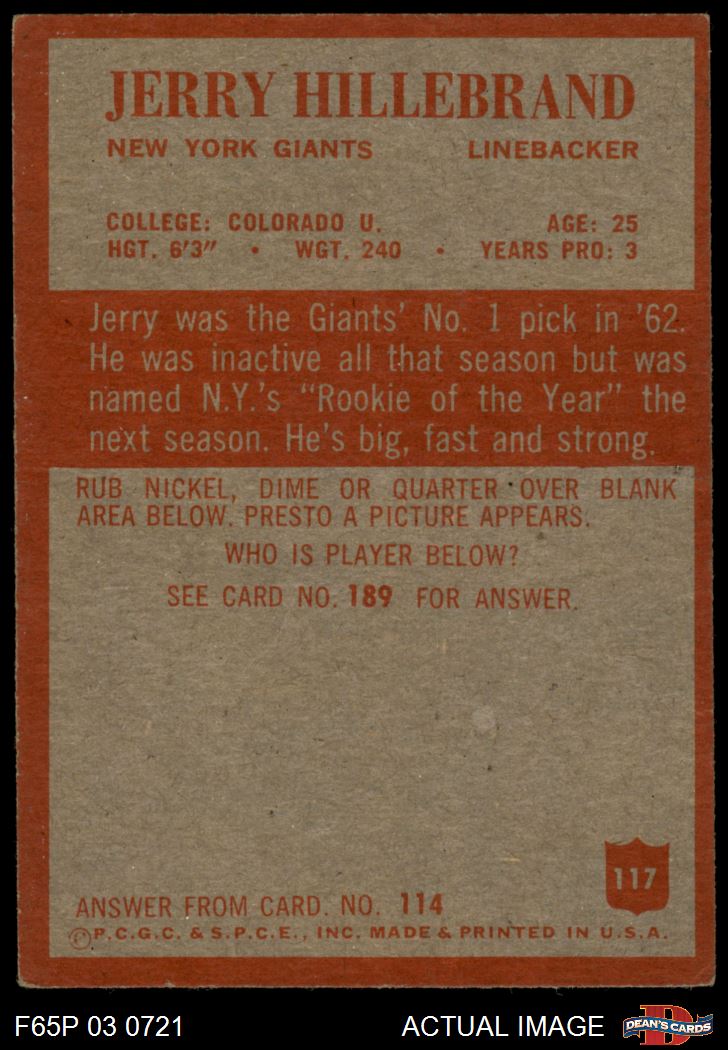 JERRY HILLEBRAND
NEW YORK GIANTS LINEBACKER
COLLEGE: COLORADO U. AGE: 25
HGT. 6'3" • WGT. 240 • YEARS PRO: 3
Jerry was the Giants' No. 1 pick in '62.
He was inactive all that season but was
named N.Y.'s "Rookie of the Year" the
next season. He's big, fast and strong.
RUB NICKEL, DIME OR QUARTER OVER BLANK
AREA BELOW. PRESTO A PICTURE APPEARS.
WHO IS PLAYER BELOW?
SEE CARD NO. 189 FOR ANSWER.
117
ANSWER FROM CARD. NO. 114
©P.C.G.C. & S.P.C.E., INC. MADE & PRINTED IN U.S.A.
F65P 03 0721 ACTUAL IMAGE D DEAN'S CARDS